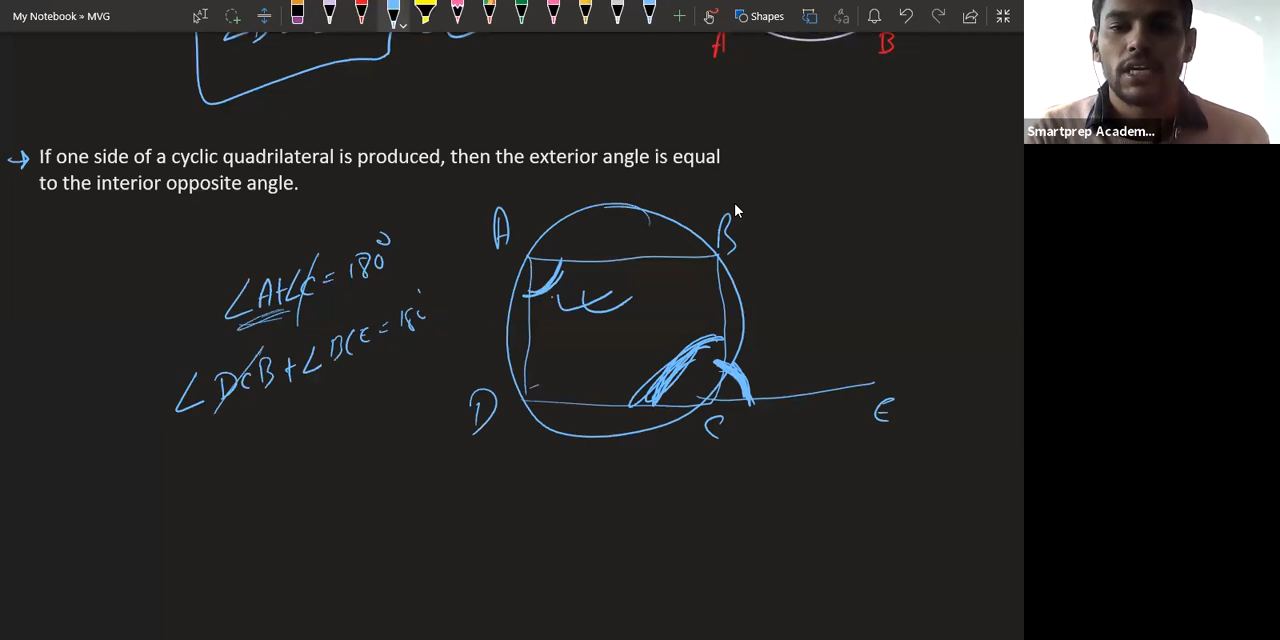 My Notebook » MVG
Shapes
A B
Smartprep Academ...
If one side of a cyclic quadrilateral is produced, then the exterior angle is equal
to the interior opposite angle.
A B
∠A+∠C = 180°
∠DCB + ∠BCE = 180
D C E